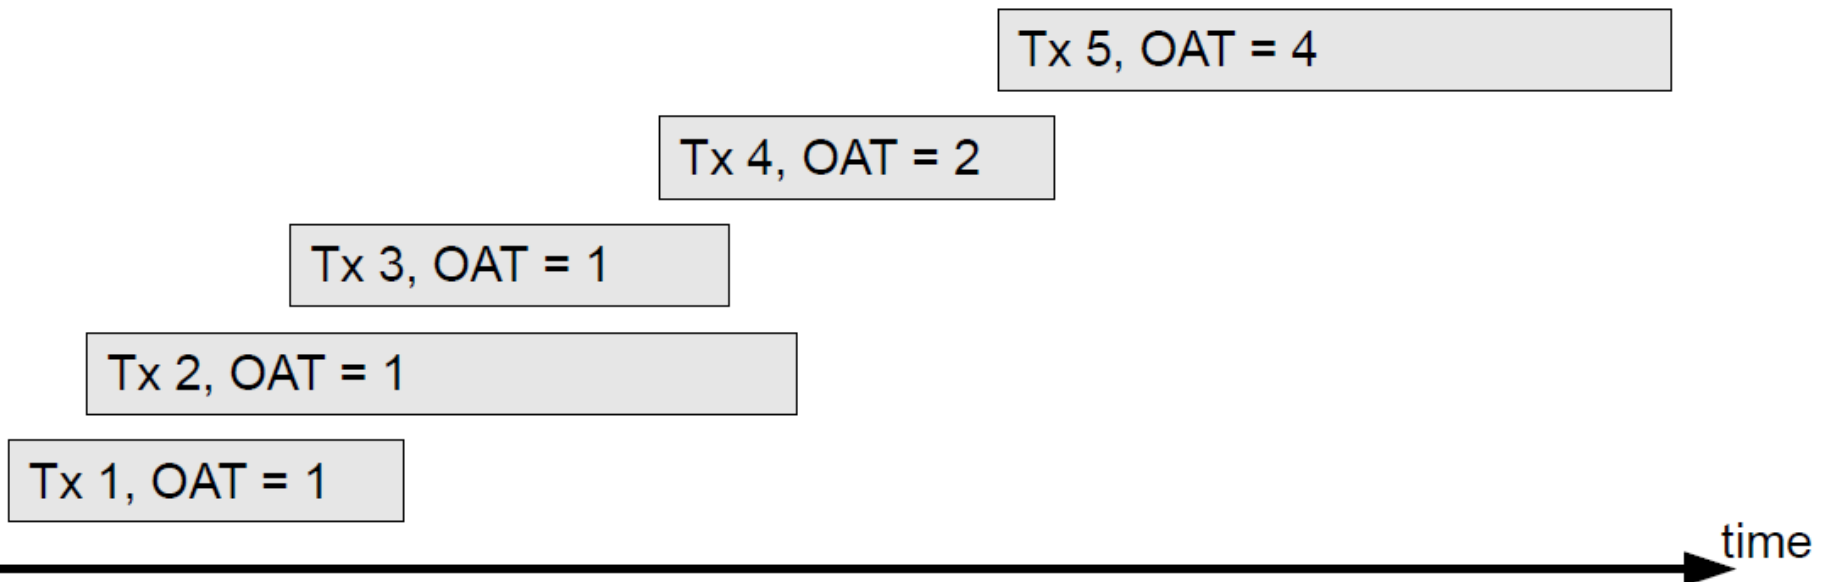 Tx 5, OAT = 4
Tx 4, OAT = 2
Tx 3, OAT = 1
Tx 2, OAT = 1
Tx 1, OAT = 1
time